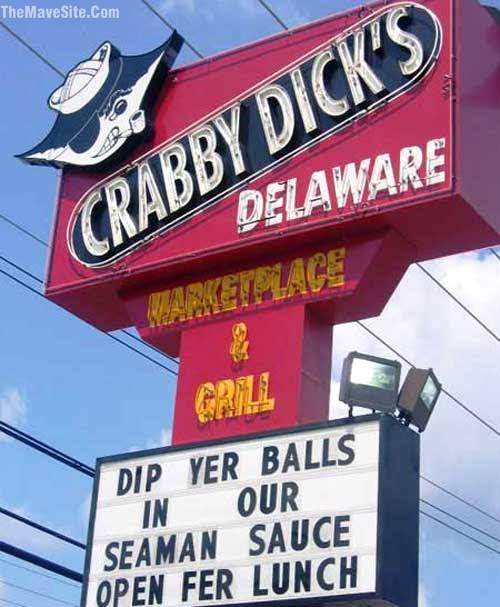 TheMaveSite.Com
CRABBY DICK'S
DELAWARE
MARKETPLACE
&
GRILL
DIP YER BALLS
IN OUR
SEAMAN SAUCE
OPEN FER LUNCH